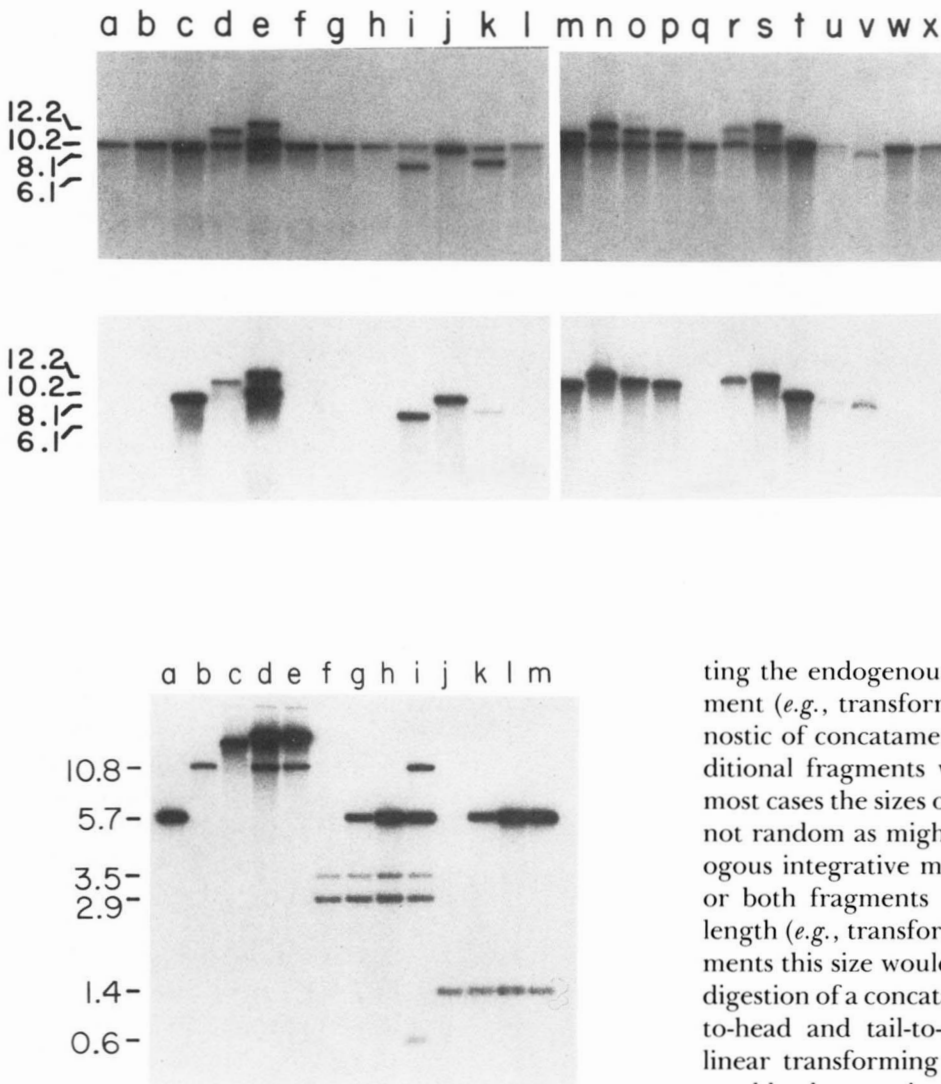 a b c d e f g h i j k l m n o p q r s t u v w x
12.2
10.2
8.1
6.1
12.2
10.2
8.1
6.1
a b c d e f g h i j k l m
10.8
5.7
3.5
2.9
1.4
0.6
ting the endogenou
ment (e.g., transform
nostic of concatame
ditional fragments w
most cases the sizes o
not random as migh
ogous integrative m
or both fragments
length (e.g., transfor
ments this size would
digestion of a concat
to-head and tail-to-
linear transforming